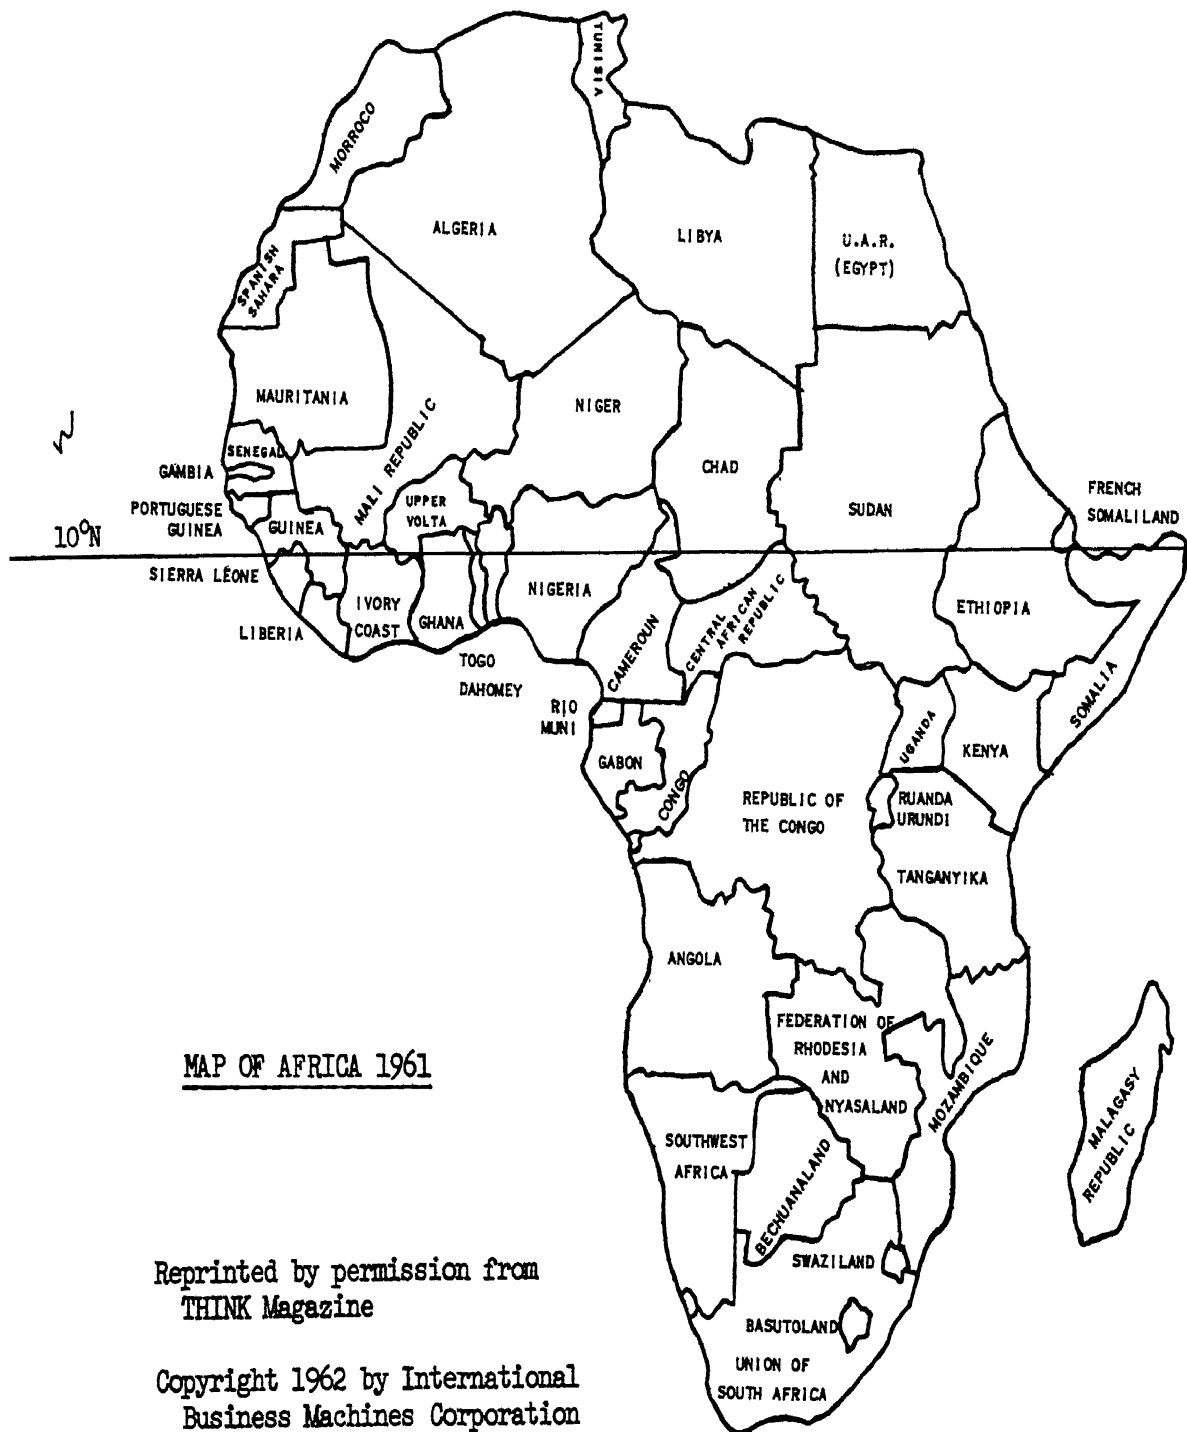 TUNISIA
MORROCO
ALGERIA
LIBYA
U.A.R.
(EGYPT)
SPANISH
SAHARA
MAURITANIA
MALI REPUBLIC
NIGER
CHAD
SUDAN
SENEGAL
GAMBIA
PORTUGUESE
GUINEA
GUINEA
UPPER
VOLTA
FRENCH
SOMALILAND
10°N
SIERRA LÉONE
LIBERIA
IVORY
COAST
GHANA
TOGO
DAHOMEY
NIGERIA
CAMEROUN
CENTRAL
AFRICAN
REPUBLIC
ETHIOPIA
SOMALIA
RIO
MUNI
GABON
CONGO
REPUBLIC OF
THE CONGO
UGANDA
KENYA
RUANDA
URUNDI
TANGANYIKA
ANGOLA
FEDERATION OF
RHODESIA
AND
NYASALAND
MOZAMBIQUE
MALAGASY
REPUBLIC
MAP OF AFRICA 1961
SOUTHWEST
AFRICA
BECHUANALAND
SWAZILAND
BASUTOLAND
UNION OF
SOUTH AFRICA
Reprinted by permission from
THINK Magazine
Copyright 1962 by International
Business Machines Corporation